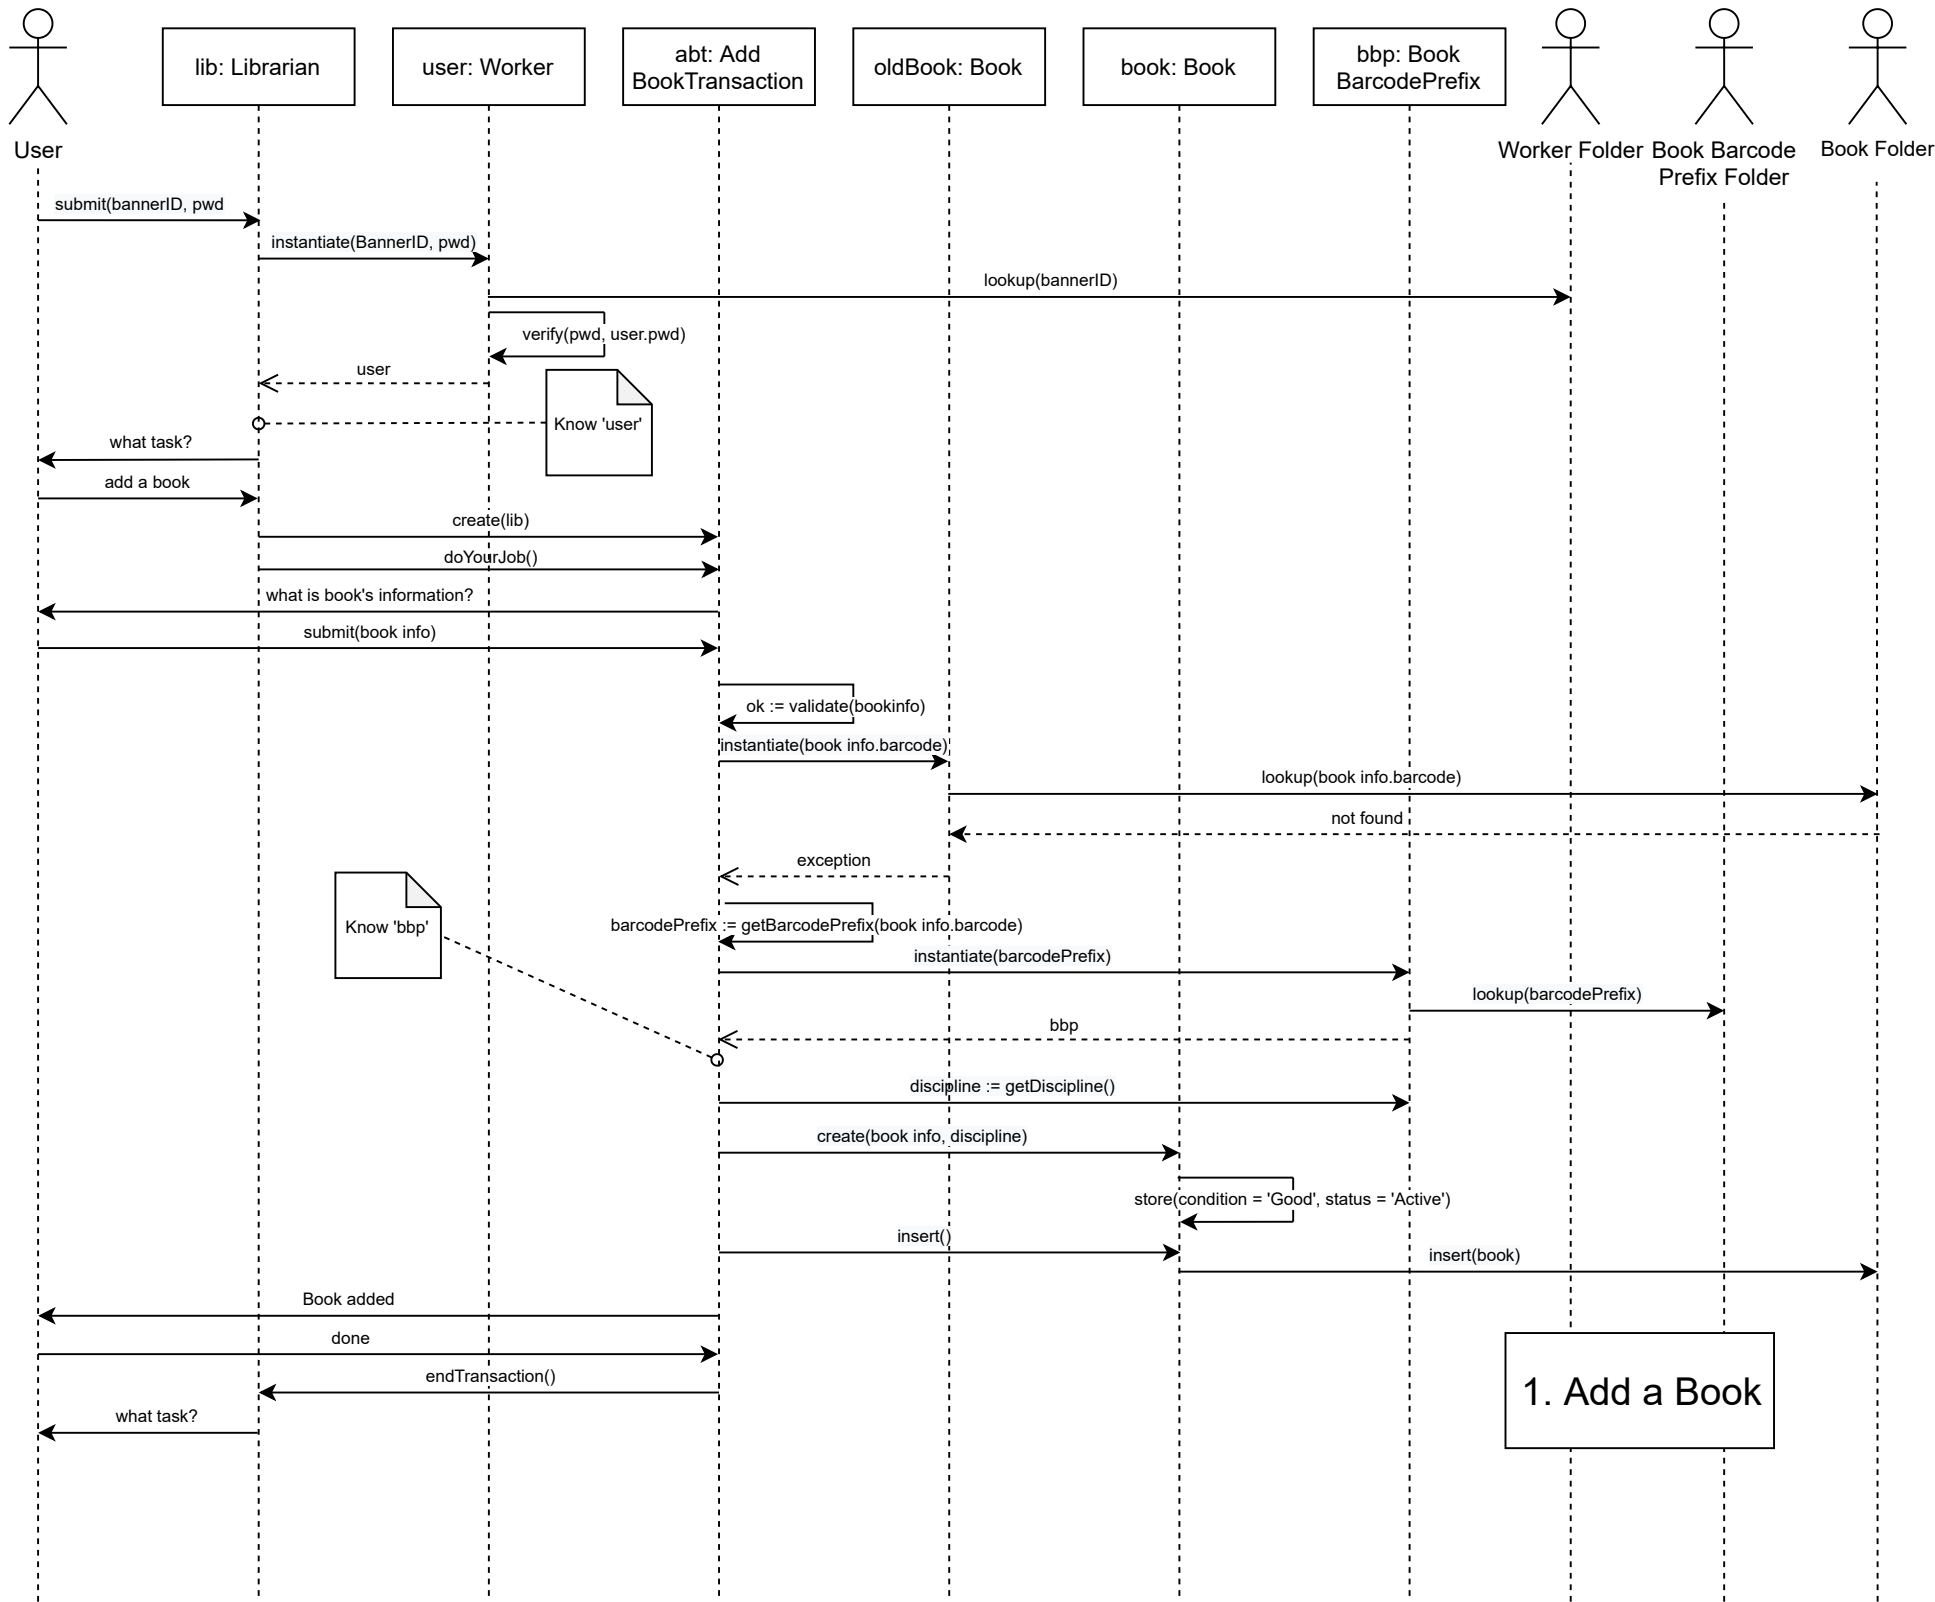 lib: Librarian
user: Worker
abt: Add
BookTransaction
oldBook: Book
book: Book
bbp: Book
BarcodePrefix
User
Worker Folder
Book Barcode
Prefix Folder
Book Folder
submit(bannerID, pwd
instantiate(BannerID, pwd)
lookup(bannerID)
verify(pwd, user.pwd)
user
Know 'user'
what task?
add a book
create(lib)
doYourJob()
what is book's information?
submit(book info)
ok := validate(bookinfo)
instantiate(book info.barcode)
lookup(book info.barcode)
not found
exception
Know 'bbp'
barcodePrefix := getBarcodePrefix(book info.barcode)
instantiate(barcodePrefix)
lookup(barcodePrefix)
bbp
discipline := getDiscipline()
create(book info, discipline)
store(condition = 'Good', status = 'Active')
insert()
insert(book)
Book added
done
endTransaction()
what task?
1. Add a Book